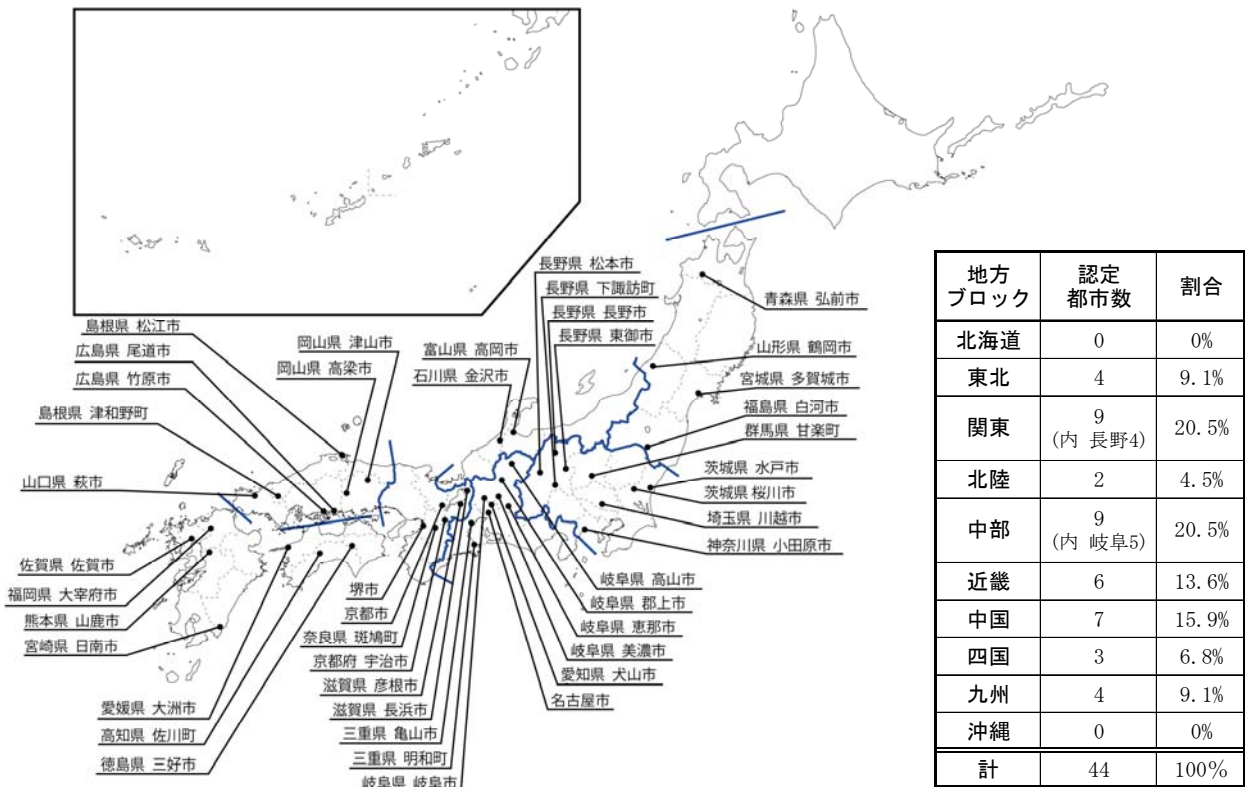 長野県 松本市
長野県 下諏訪町
長野県 長野市
長野県 東御市
青森県 弘前市
山形県 鶴岡市
宮城県 多賀城市
福島県 白河市
群馬県 甘楽町
茨城県 水戸市
茨城県 桜川市
埼玉県 川越市
神奈川県 小田原市
富山県 高岡市
石川県 金沢市
島根県 松江市
岡山県 津山市
広島県 尾道市
岡山県 高梁市
広島県 竹原市
島根県 津和野町
山口県 萩市
佐賀県 佐賀市
福岡県 大宰府市
熊本県 山鹿市
宮崎県 日南市
愛媛県 大洲市
高知県 佐川町
徳島県 三好市
堺市
京都市
奈良県 斑鳩町
京都府 宇治市
滋賀県 彦根市
滋賀県 長浜市
三重県 亀山市
三重県 明和町
岐阜県 岐阜市
岐阜県 高山市
岐阜県 郡上市
岐阜県 恵那市
岐阜県 美濃市
愛知県 犬山市
名古屋市
地方
ブロック
認定
都市数
割合
北海道 0 0%
東北 4 9.1%
関東 9
(内 長野4) 20.5%
北陸 2 4.5%
中部 9
(内 岐阜5) 20.5%
近畿 6 13.6%
中国 7 15.9%
四国 3 6.8%
九州 4 9.1%
沖縄 0 0%
計 44 100%